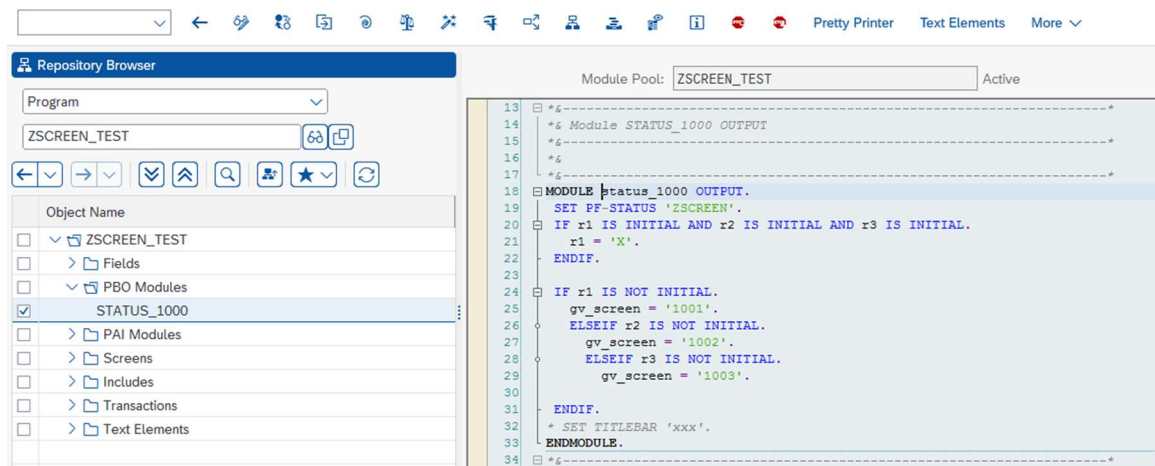 Pretty Printer Text Elements More
Repository Browser
Program
ZSCREEN_TEST
Object Name
ZSCREEN_TEST
Fields
PBO Modules
STATUS_1000
PAI Modules
Screens
Includes
Transactions
Text Elements
Module Pool: ZSCREEN_TEST Active
13 *&---------------------------------------------------------------------*
14 *& Module STATUS_1000 OUTPUT
15 *&---------------------------------------------------------------------*
16 *&
17 *&---------------------------------------------------------------------*
18 MODULE status_1000 OUTPUT.
19 SET PF-STATUS 'ZSCREEN'.
20 IF r1 IS INITIAL AND r2 IS INITIAL AND r3 IS INITIAL.
21 r1 = 'X'.
22 ENDIF.
23
24 IF r1 IS NOT INITIAL.
25 gv_screen = '1001'.
26 ELSEIF r2 IS NOT INITIAL.
27 gv_screen = '1002'.
28 ELSEIF r3 IS NOT INITIAL.
29 gv_screen = '1003'.
30
31 ENDIF.
32 * SET TITLEBAR 'xxx'.
33 ENDMODULE.
34 *&---------------------------------------------------------------------*